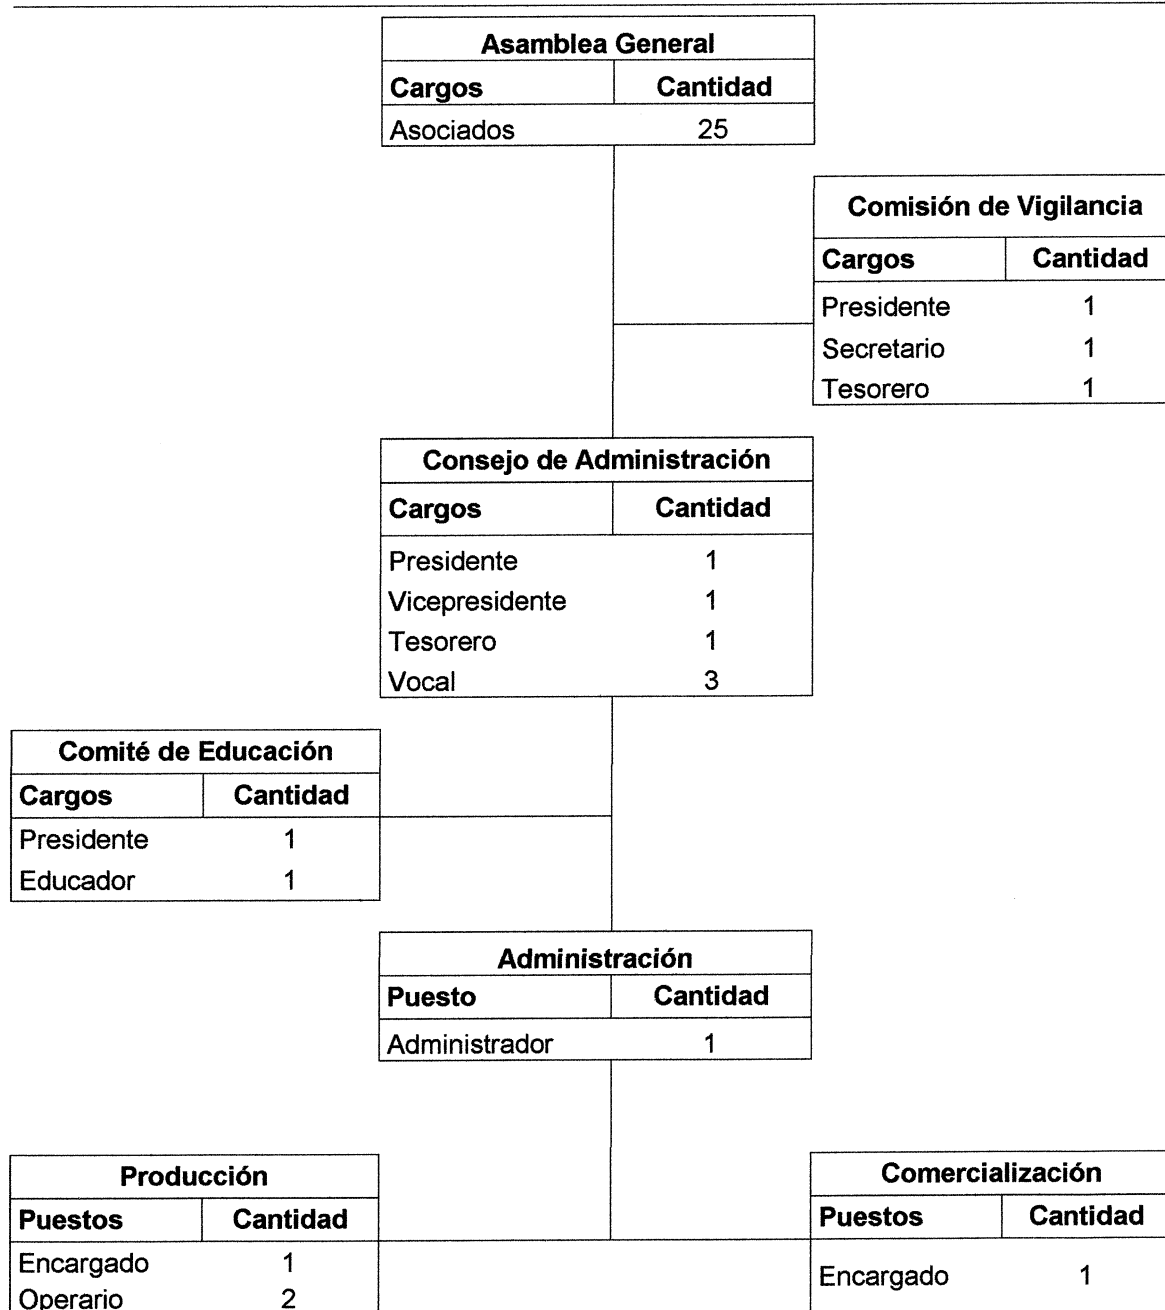 Asamblea General
Cargos Cantidad
Asociados 25
Comisión de Vigilancia
Cargos Cantidad
Presidente 1
Secretario 1
Tesorero 1
Consejo de Administración
Cargos Cantidad
Presidente 1
Vicepresidente 1
Tesorero 1
Vocal 3
Comité de Educación
Cargos Cantidad
Presidente 1
Educador 1
Administración
Puesto Cantidad
Administrador 1
Producción
Puestos Cantidad
Encargado 1
Operario 2
Comercialización
Puestos Cantidad
Encargado 1